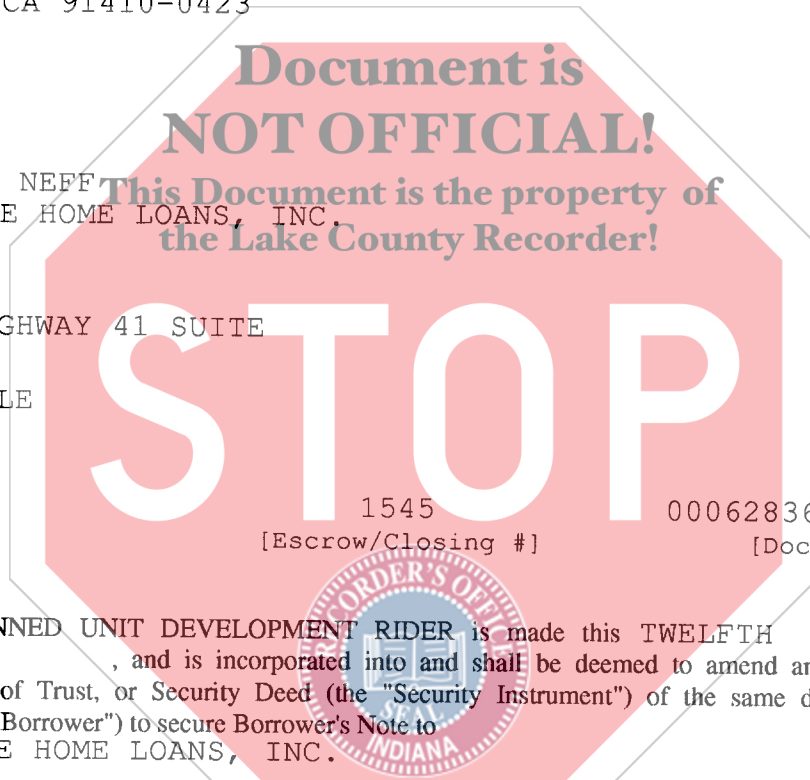 CA 91410-0423
Document is
NOT OFFICIAL!
NEFF
This Document is the property of
E HOME LOANS, INC.
the Lake County Recorder!
GHWAY 41 SUITE
LE
STOP
1545 00062836
[Escrow/Closing #] [Doc
RECORDER'S OFFICE
NNED UNIT DEVELOPMENT RIDER is made this TWELFTH
, and is incorporated into and shall be deemed to amend an
of Trust, or Security Deed (the "Security Instrument") of the same d
Borrower") to secure Borrower's Note to
SEAL
E HOME LOANS, INC.
INDIANA